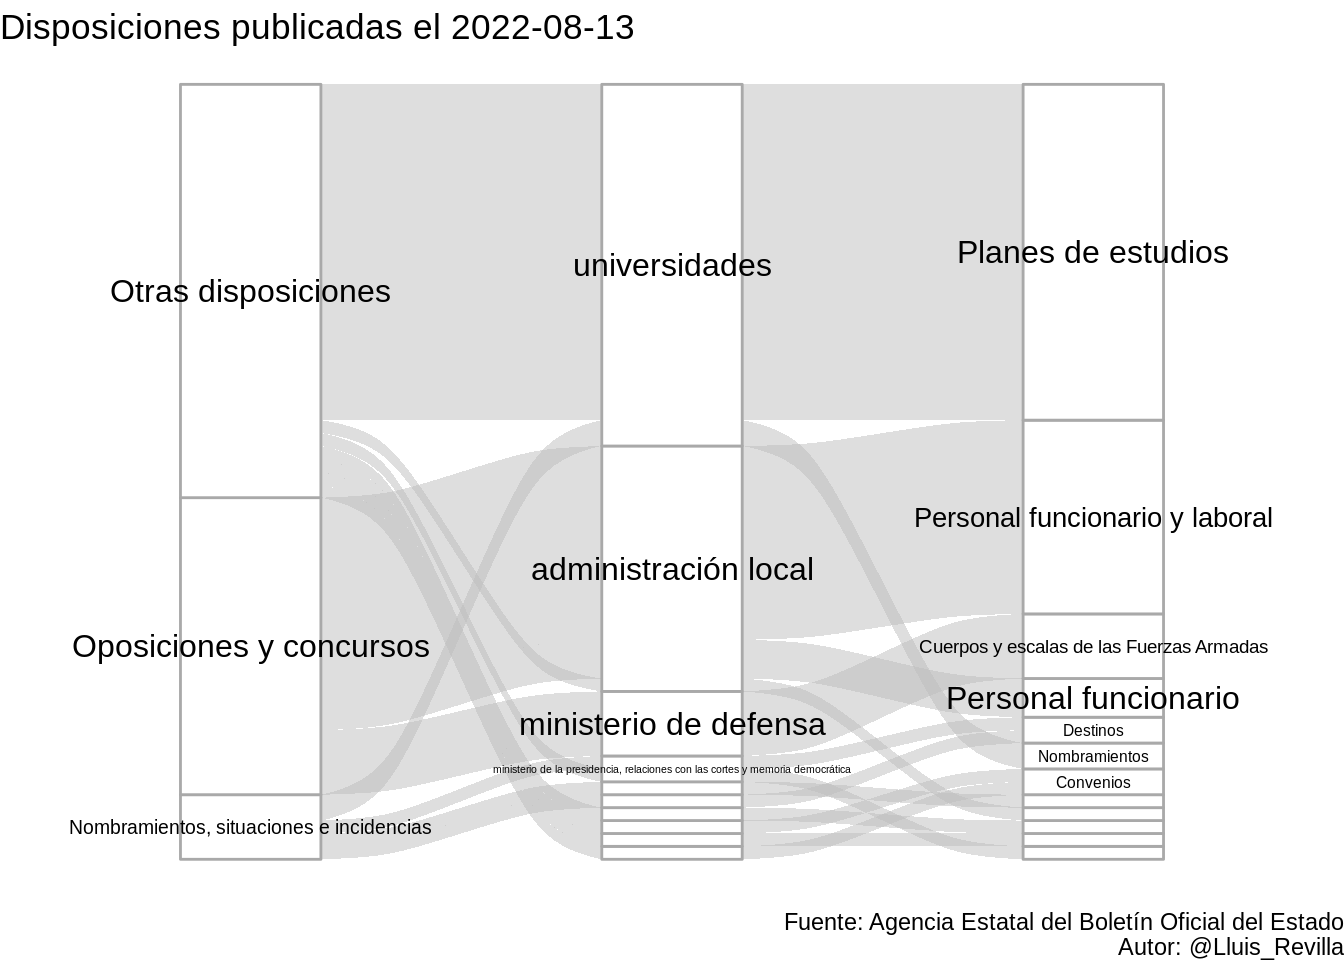 Disposiciones publicadas el 2022-08-13
Otras disposiciones
Oposiciones y concursos
Nombramientos, situaciones e incidencias
universidades
administración local
ministerio de defensa
ministerio de la presidencia, relaciones con las cortes y memoria democrática
Planes de estudios
Personal funcionario y laboral
Cuerpos y escalas de las Fuerzas Armadas
Personal funcionario
Destinos
Nombramientos
Convenios
Fuente: Agencia Estatal del Boletín Oficial del Estado
Autor: @Lluis_Revilla